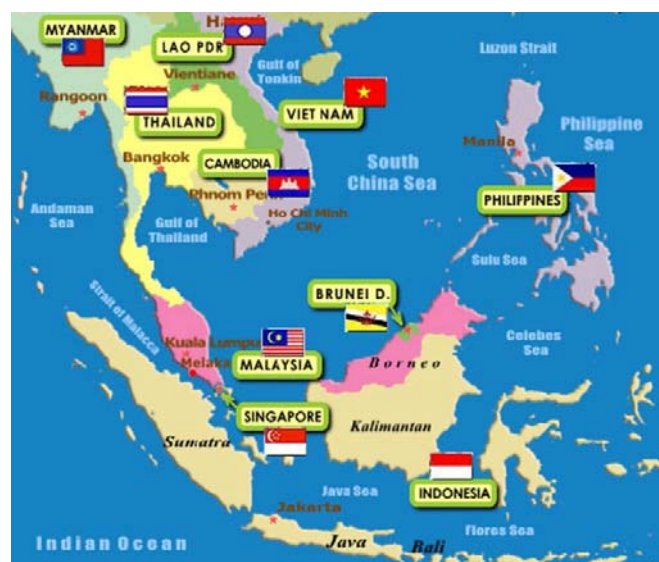 MYANMAR
LAO PDR
Luzon Strait
Vientiane
Gulf of
Tonkin
Rangoon
THAILAND
VIET NAM
Philippine
Sea
Manila
Bangkok
CAMBODIA
South
China Sea
PHILIPPINES
Phnom Penh
Andaman
Sea
Gulf of
Thailand
Ho Chi Minh
City
Sulu Sea
Strait of Malacca
BRUNEI D.
Kuala Lumpur
Melaka
MALAYSIA
Borneo
Celebes
Sea
SINGAPORE
Sumatra
Kalimantan
INDONESIA
Java Sea
Jakarta
Flores Sea
Indian Ocean
Java
Bali